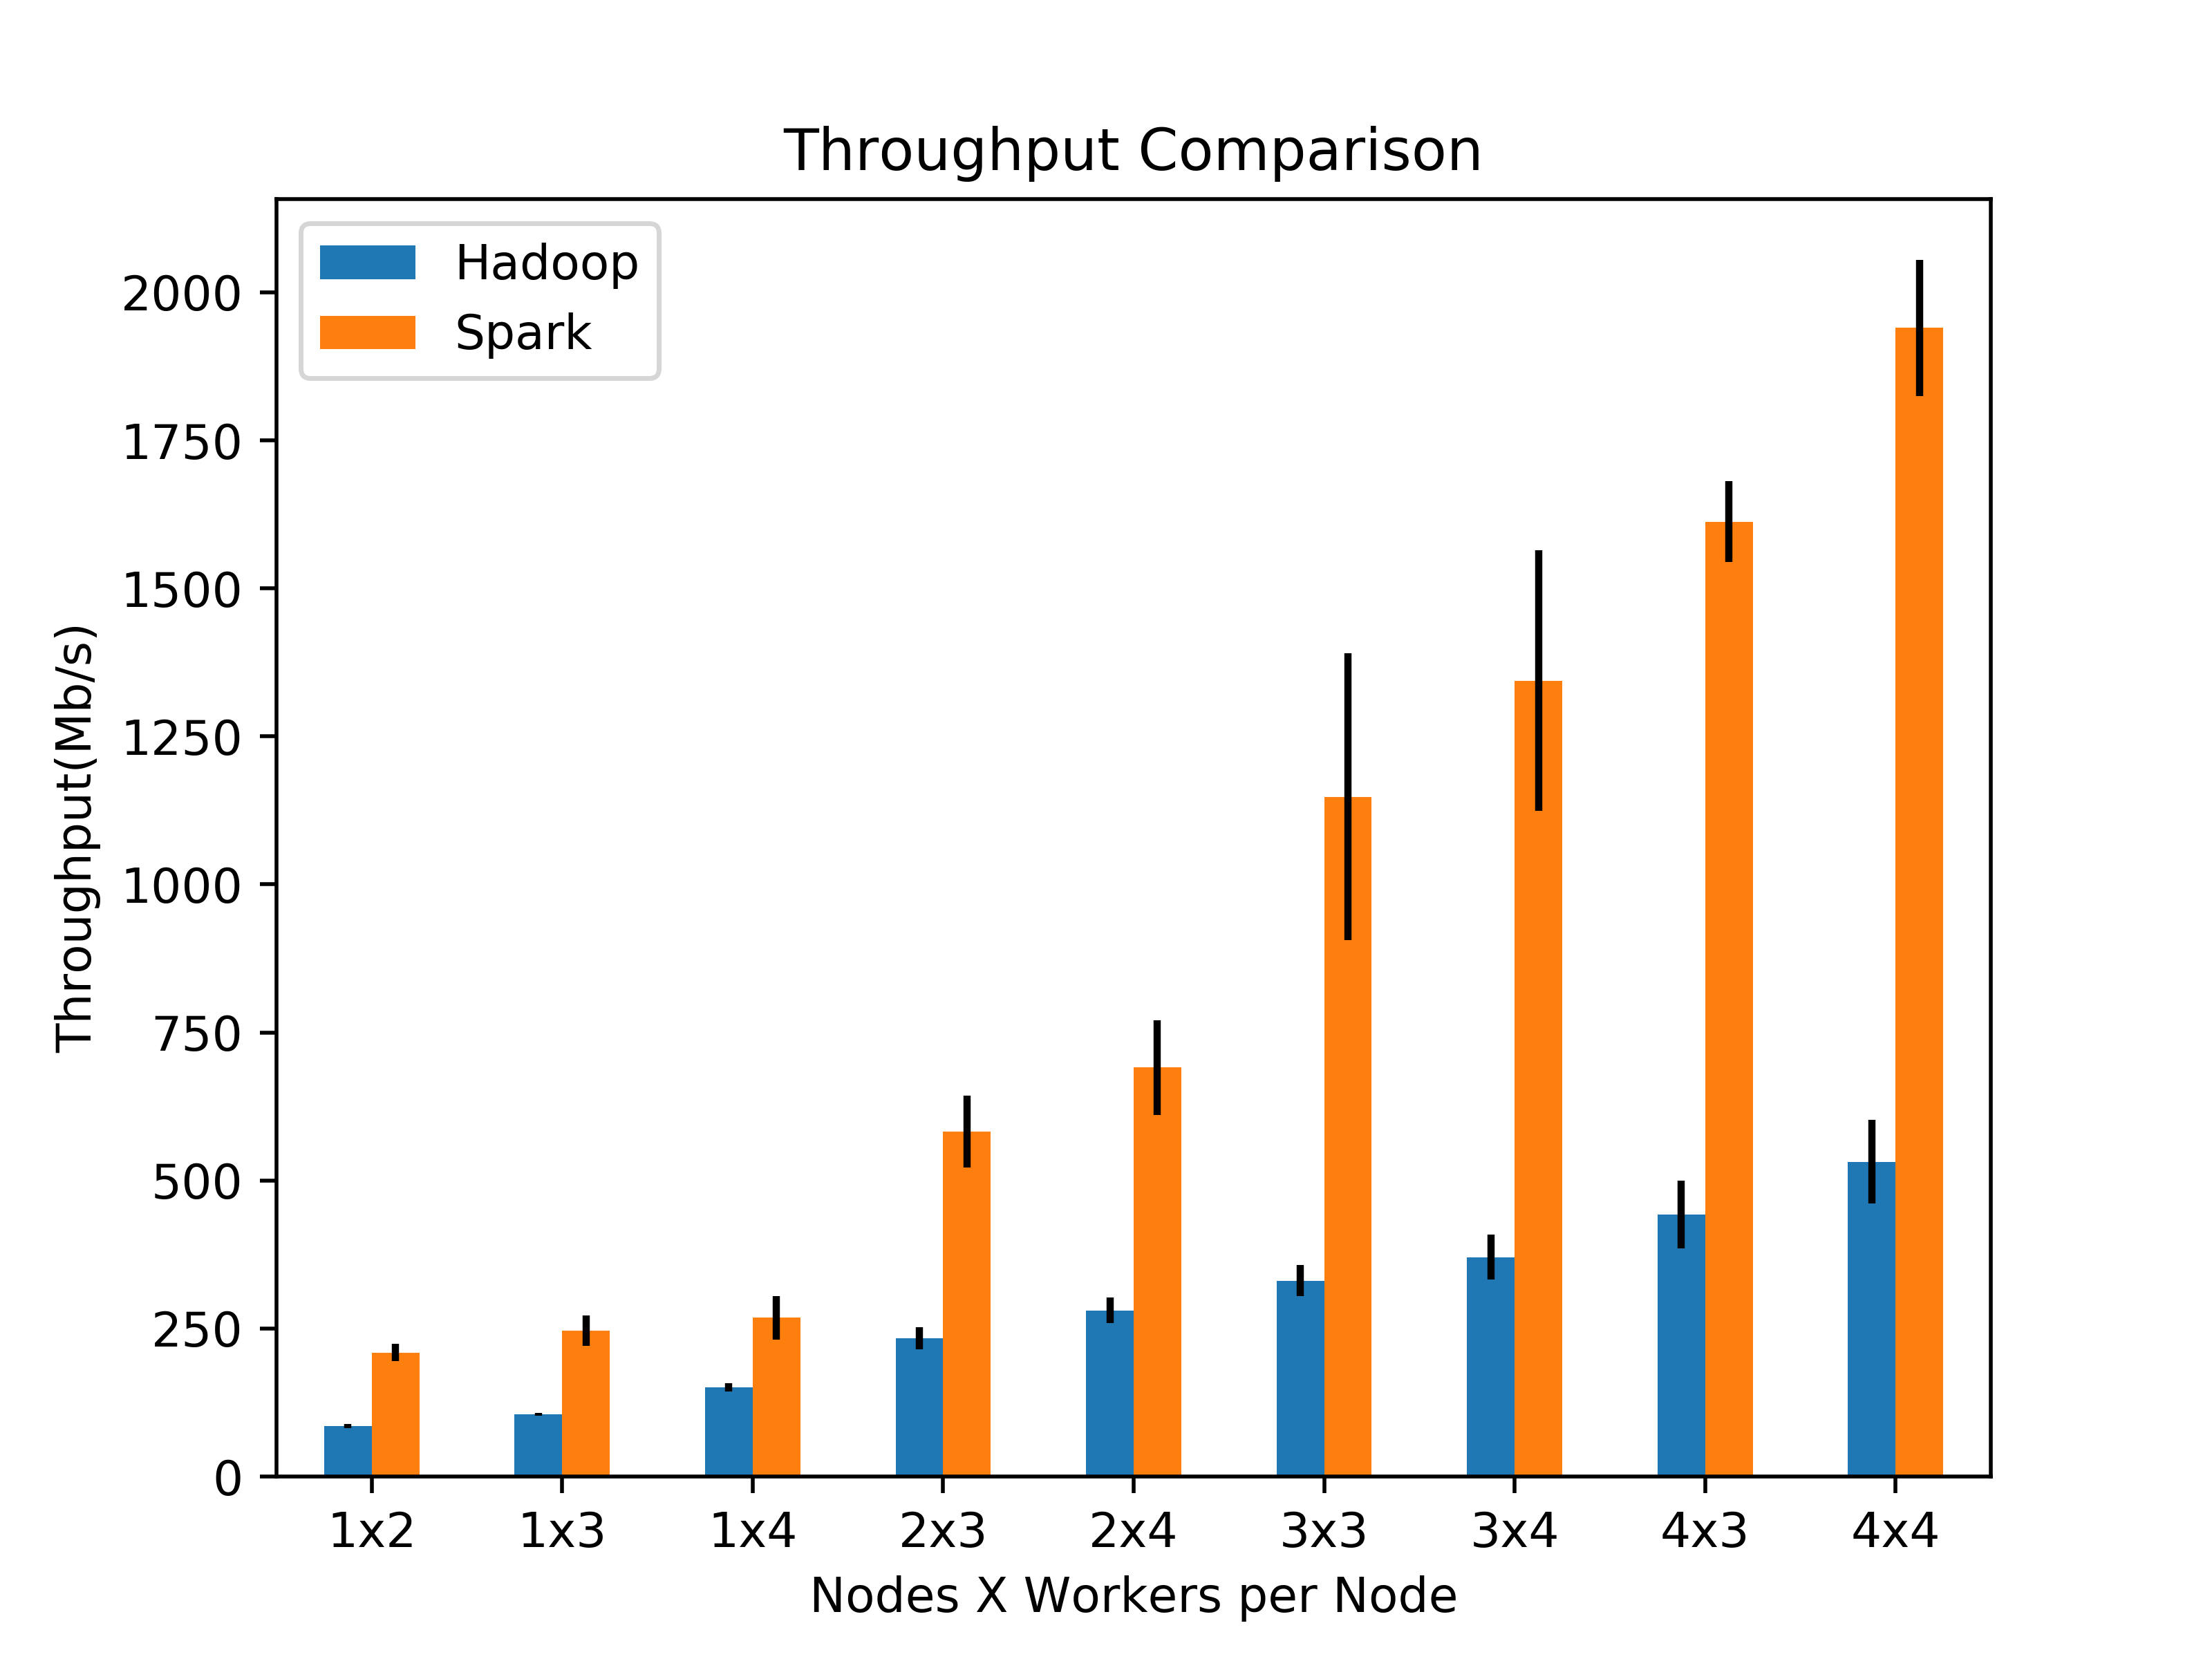 Throughput Comparison
Hadoop
Spark
2000
1750
1500
1250
1000
750
500
250
0
Throughput(Mb/s)
1x2 1x3 1x4 2x3 2x4 3x3 3x4 4x3 4x4
Nodes X Workers per Node